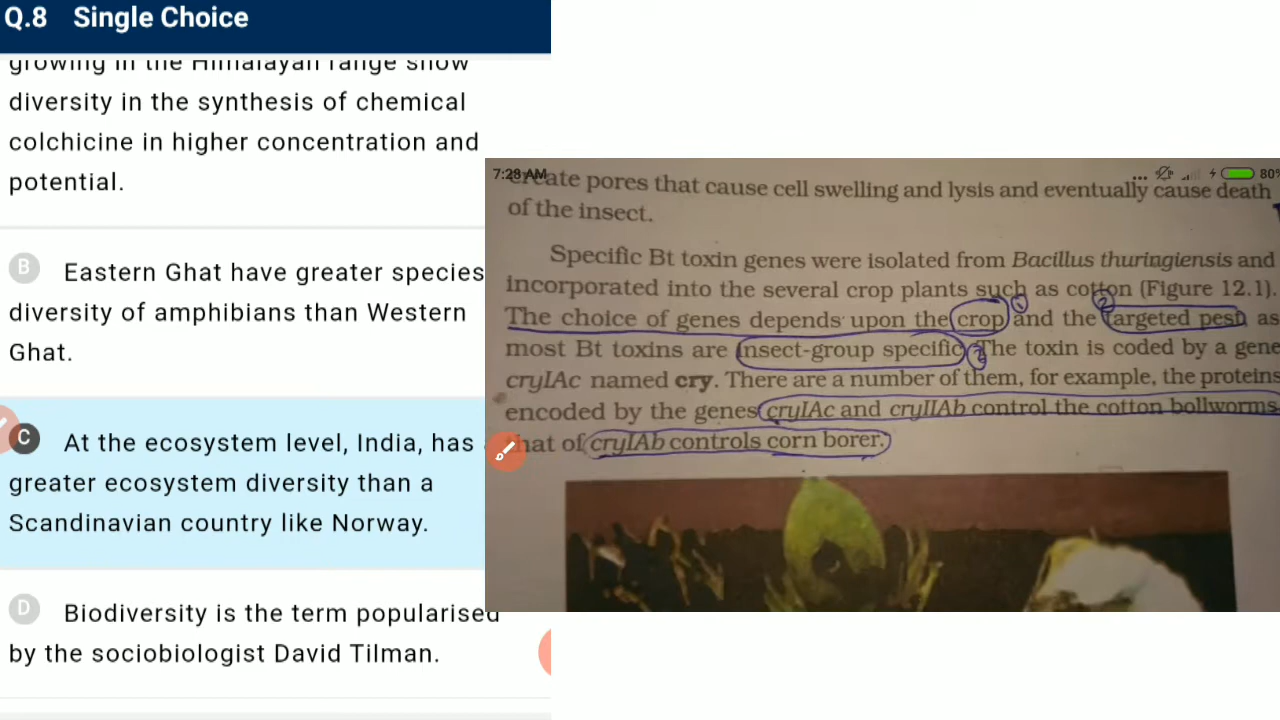 Q.8 Single Choice
growing in the Himalayan range show
diversity in the synthesis of chemical
colchicine in higher concentration and
potential.
B Eastern Ghat have greater species
diversity of amphibians than Western
Ghat.
C At the ecosystem level, India, has
greater ecosystem diversity than a
Scandinavian country like Norway.
D Biodiversity is the term popularised
by the sociobiologist David Tilman.
7:28 AM
80%
create pores that cause cell swelling and lysis and eventually cause death
of the insect.
Specific Bt toxin genes were isolated from Bacillus thuringiensis and
incorporated into the several crop plants such as cotton (Figure 12.1).
The choice of genes depends upon the crop and the targeted pest as
most Bt toxins are insect-group specific. The toxin is coded by a gene
cryIAc named cry. There are a number of them, for example, the proteins
encoded by the genes cryIAc and cryIIAb control the cotton bollworms
that of cryIAb controls corn borer.